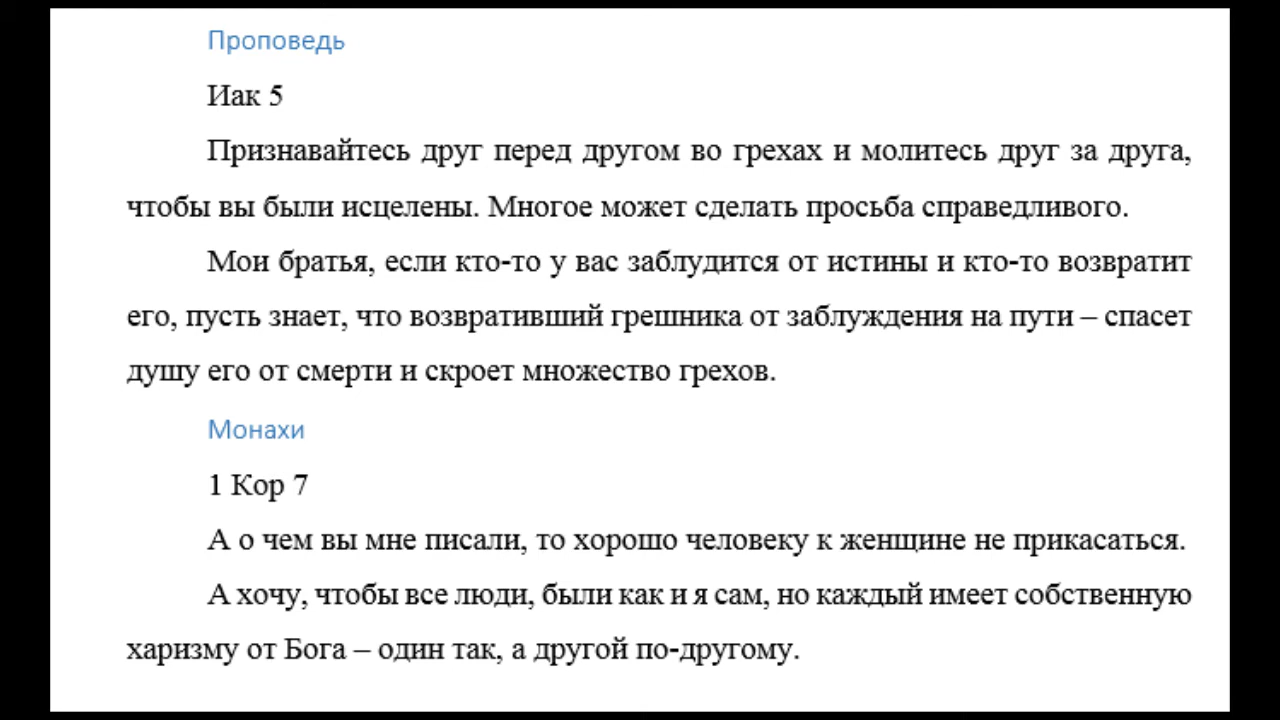 Проповедь
Иак 5
Признавайтесь друг перед другом во грехах и молитесь друг за друга,
чтобы вы были исцелены. Многое может сделать просьба справедливого.
Мои братья, если кто-то у вас заблудится от истины и кто-то возвратит
его, пусть знает, что возвративший грешника от заблуждения на пути – спасет
душу его от смерти и скроет множество грехов.
Монахи
1 Кор 7
А о чем вы мне писали, то хорошо человеку к женщине не прикасаться.
А хочу, чтобы все люди, были как и я сам, но каждый имеет собственную
харизму от Бога – один так, а другой по-другому.